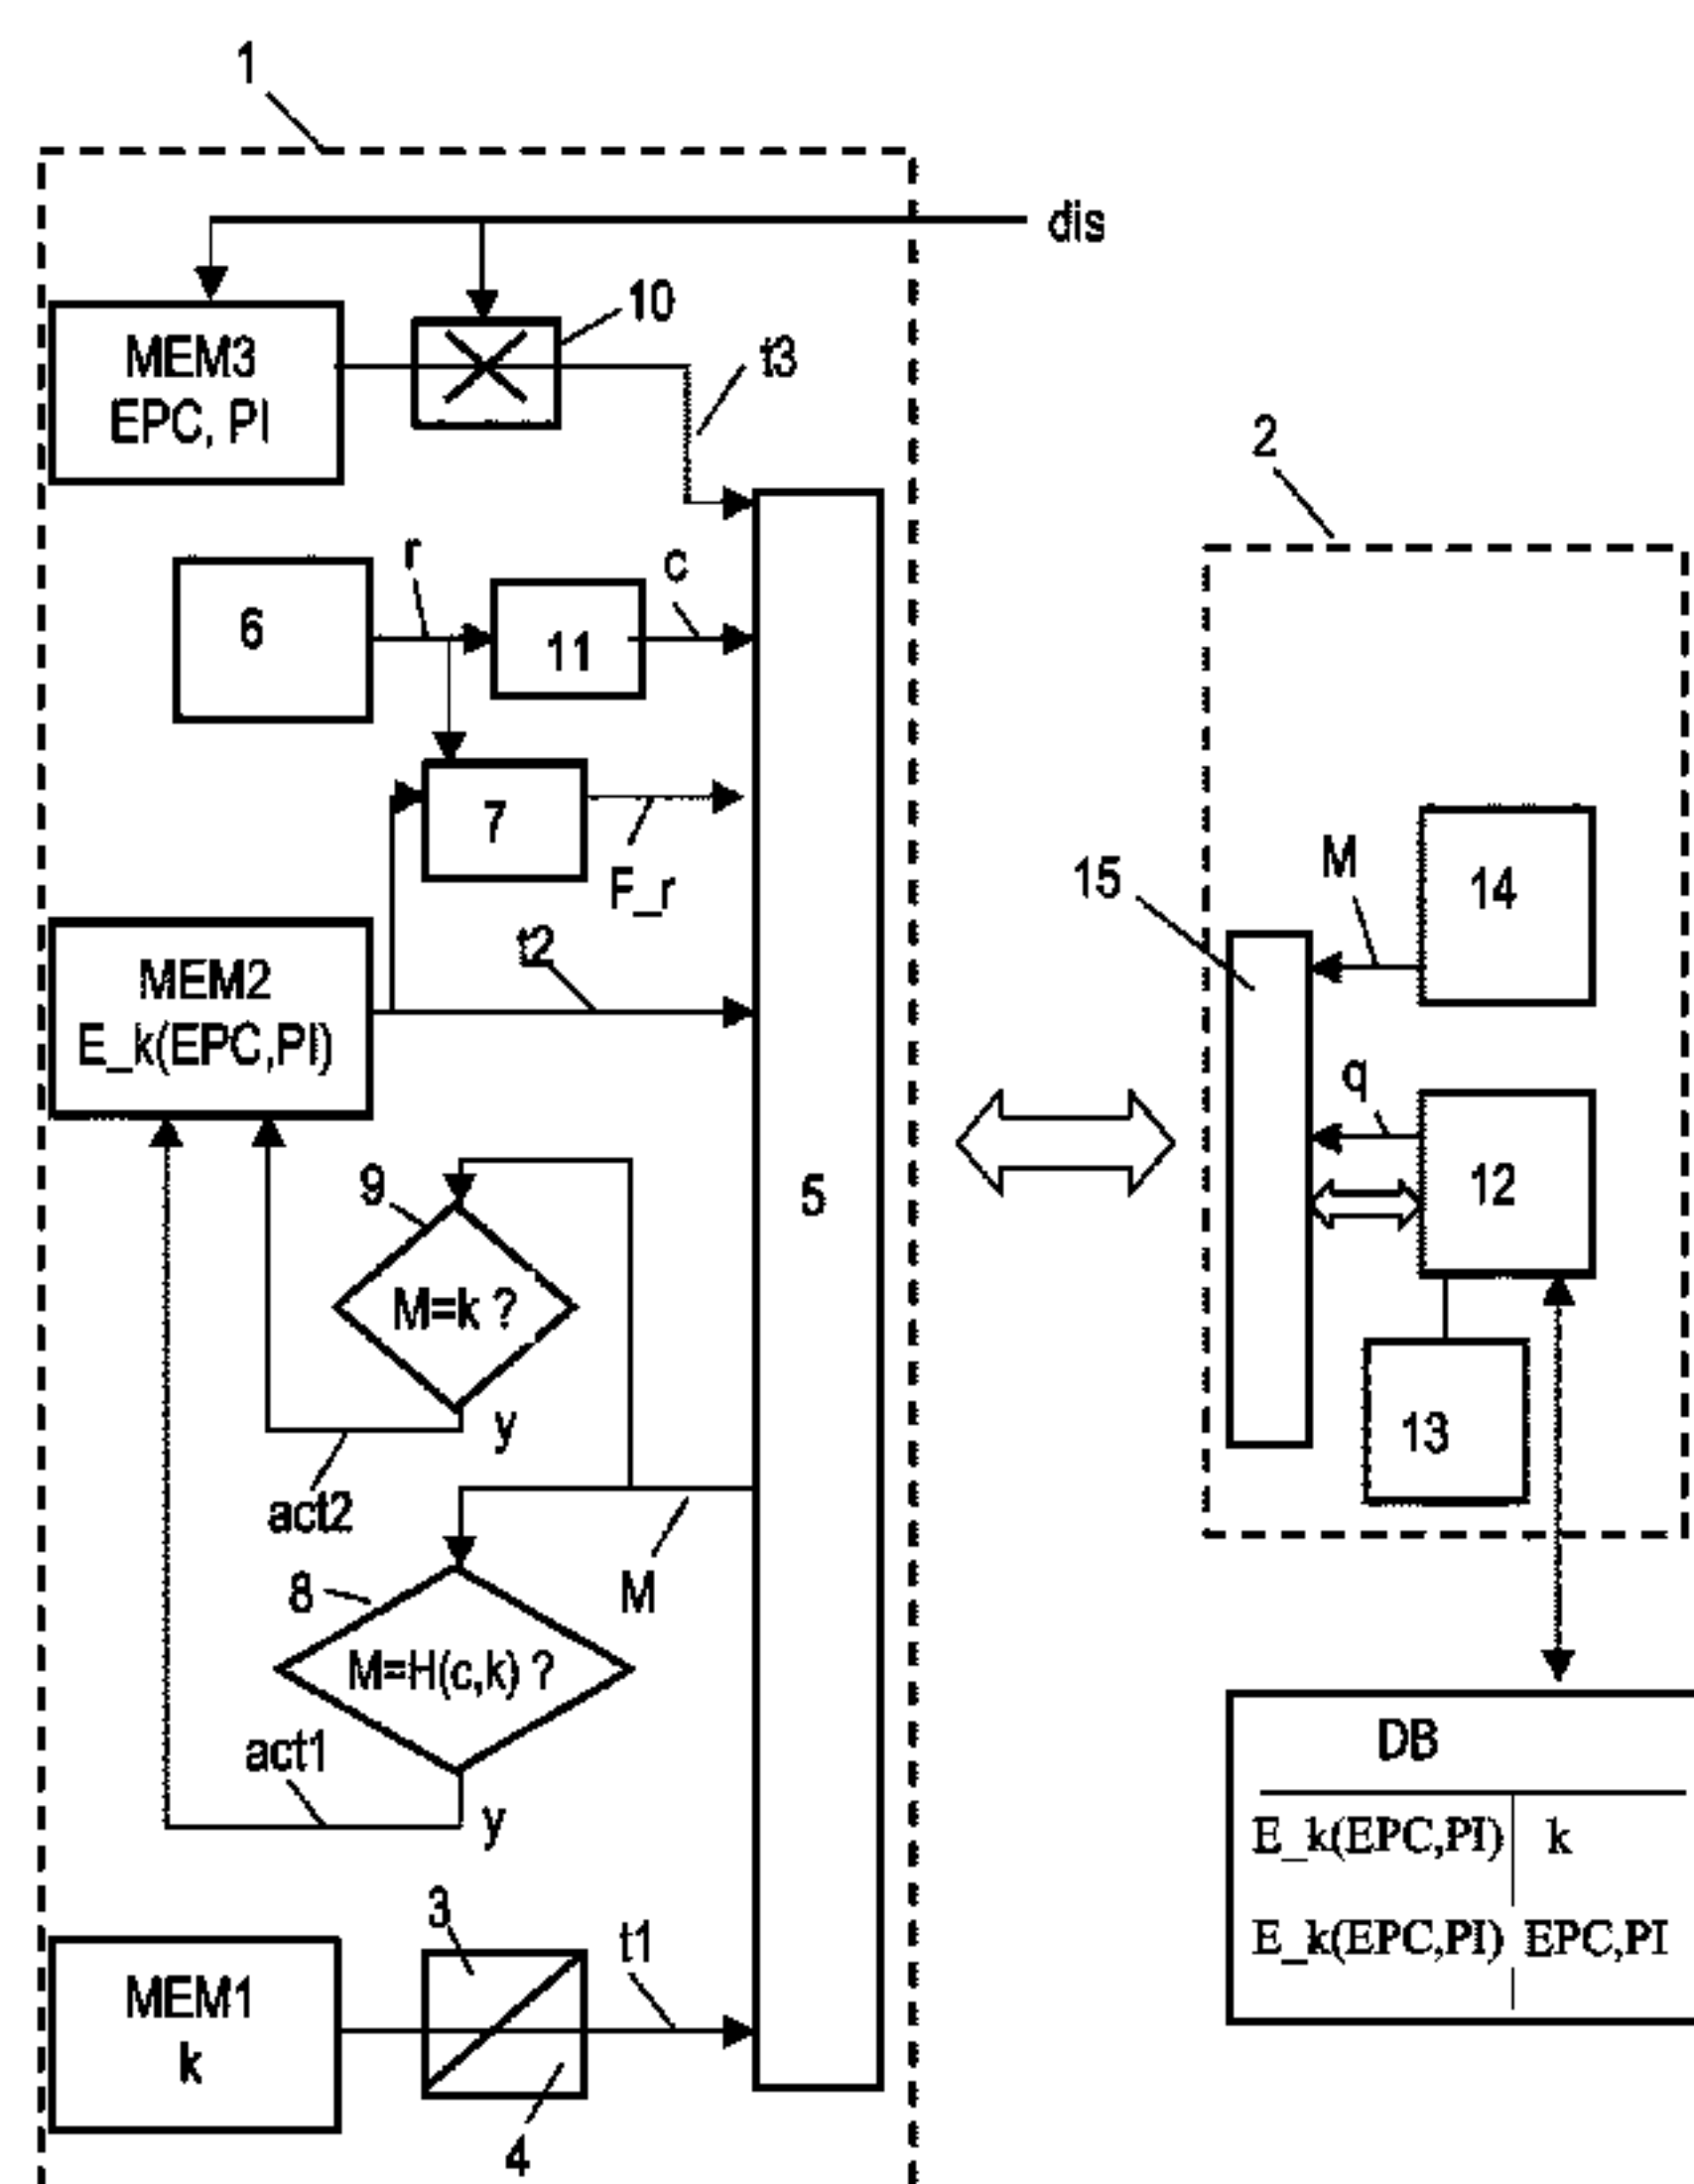 1
dis
MEM3
EPC, PI
10
t3
2
r
c
6
11
7
F_r
15
M
14
MEM2
E_k(EPC,PI)
t2
q
12
9
M=k ?
5
y
act2
13
8
M
M=H(c,k) ?
act1
y
DB
E_k(EPC,PI) k
E_k(EPC,PI) EPC,PI
3
t1
MEM1
k
4